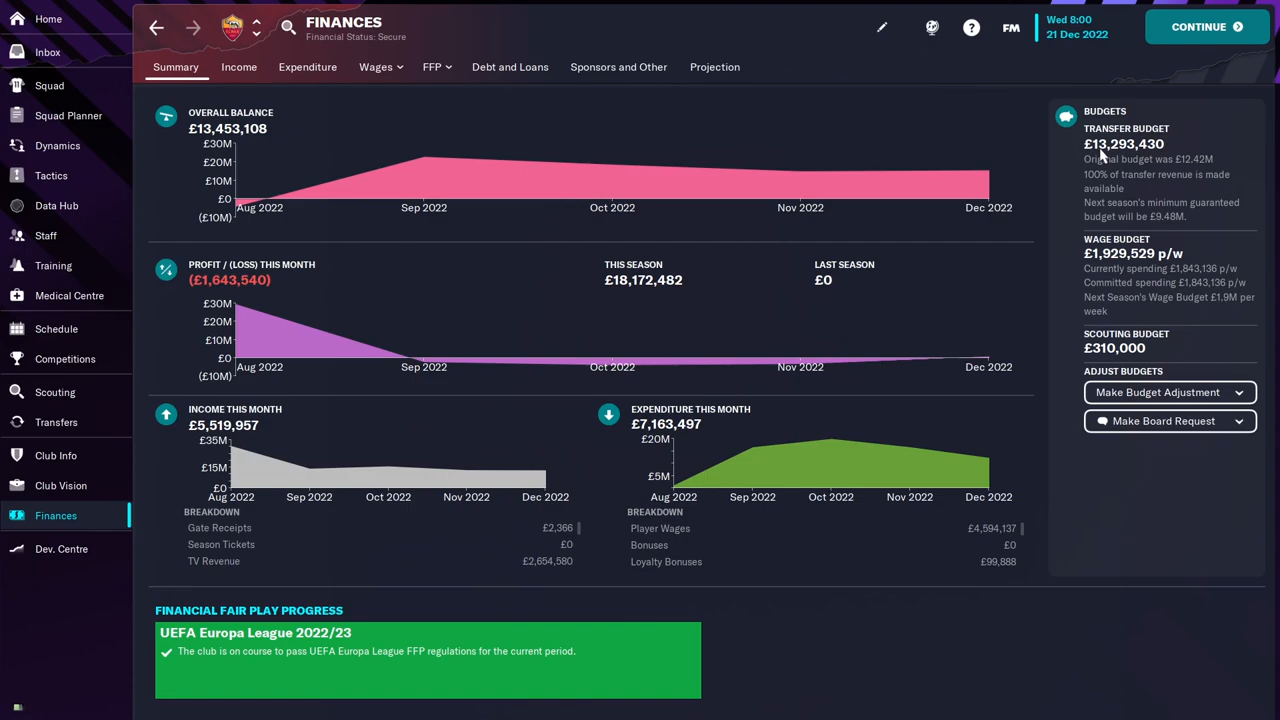 Home
Inbox
Squad
Squad Planner
Dynamics
Tactics
Data Hub
Staff
Training
Medical Centre
Schedule
Competitions
Scouting
Transfers
Club Info
Club Vision
Finances
Dev. Centre
FINANCES
Financial Status: Secure
FM
Wed 8:00
21 Dec 2022
CONTINUE
Summary Income Expenditure Wages FFP Debt and Loans Sponsors and Other Projection
OVERALL BALANCE
£13,453,108
£30M
£20M
£10M
£0
(£10M)
Aug 2022 Sep 2022 Oct 2022 Nov 2022 Dec 2022
PROFIT / (LOSS) THIS MONTH
(£1,643,540)
THIS SEASON
£18,172,482
LAST SEASON
£0
£30M
£20M
£10M
£0
(£10M)
Aug 2022 Sep 2022 Oct 2022 Nov 2022 Dec 2022
INCOME THIS MONTH
£5,519,957
£35M
£15M
£0
Aug 2022 Sep 2022 Oct 2022 Nov 2022 Dec 2022
BREAKDOWN
Gate Receipts £2,366
Season Tickets £0
TV Revenue £2,654,580
EXPENDITURE THIS MONTH
£7,163,497
£20M
£5M
Aug 2022 Sep 2022 Oct 2022 Nov 2022 Dec 2022
BREAKDOWN
Player Wages £4,594,137
Bonuses £0
Loyalty Bonuses £99,888
FINANCIAL FAIR PLAY PROGRESS
UEFA Europa League 2022/23
The club is on course to pass UEFA Europa League FFP regulations for the current period.
BUDGETS
TRANSFER BUDGET
£13,293,430
Original budget was £12.42M
100% of transfer revenue is made
available
Next season's minimum guaranteed
budget will be £9.48M.
WAGE BUDGET
£1,929,529 p/w
Currently spending £1,843,136 p/w
Committed spending £1,843,136 p/w
Next Season's Wage Budget £1.9M per
week
SCOUTING BUDGET
£310,000
ADJUST BUDGETS
Make Budget Adjustment
Make Board Request